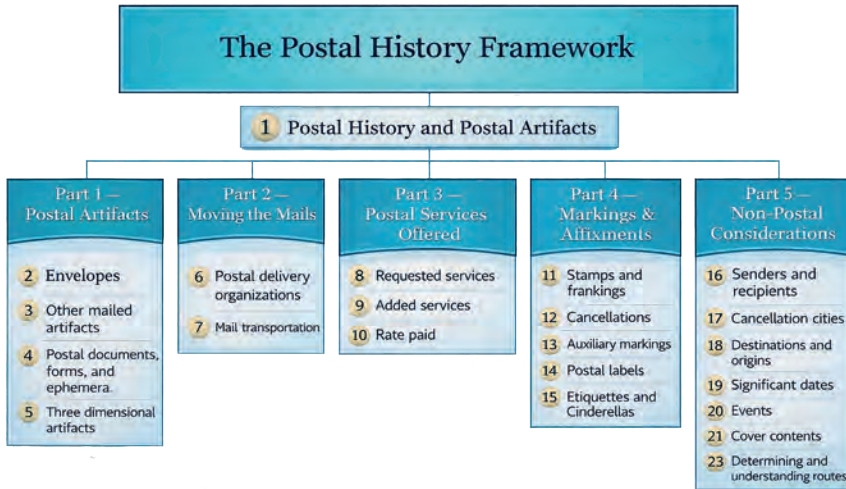 The Postal History Framework
1 Postal History and Postal Artifacts
Part 1 —
Postal Artifacts
2 Envelopes
3 Other mailed
artifacts
4 Postal documents,
forms, and
ephemera.
5 Three dimensional
artifacts
Part 2 —
Moving the Mails
6 Postal delivery
organizations
7 Mail transportation
Part 3 —
Postal Services
Offered
8 Requested services
9 Added services
10 Rate paid
Part 4 —
Markings &
Affixments
11 Stamps and
frankings
12 Cancellations
13 Auxiliary markings
14 Postal labels
15 Etiquettes and
Cinderellas
Part 5 —
Non-Postal
Considerations
16 Senders and
recipients
17 Cancellation cities
18 Destinations and
origins
19 Significant dates
20 Events
21 Cover contents
23 Determining and
understanding routes